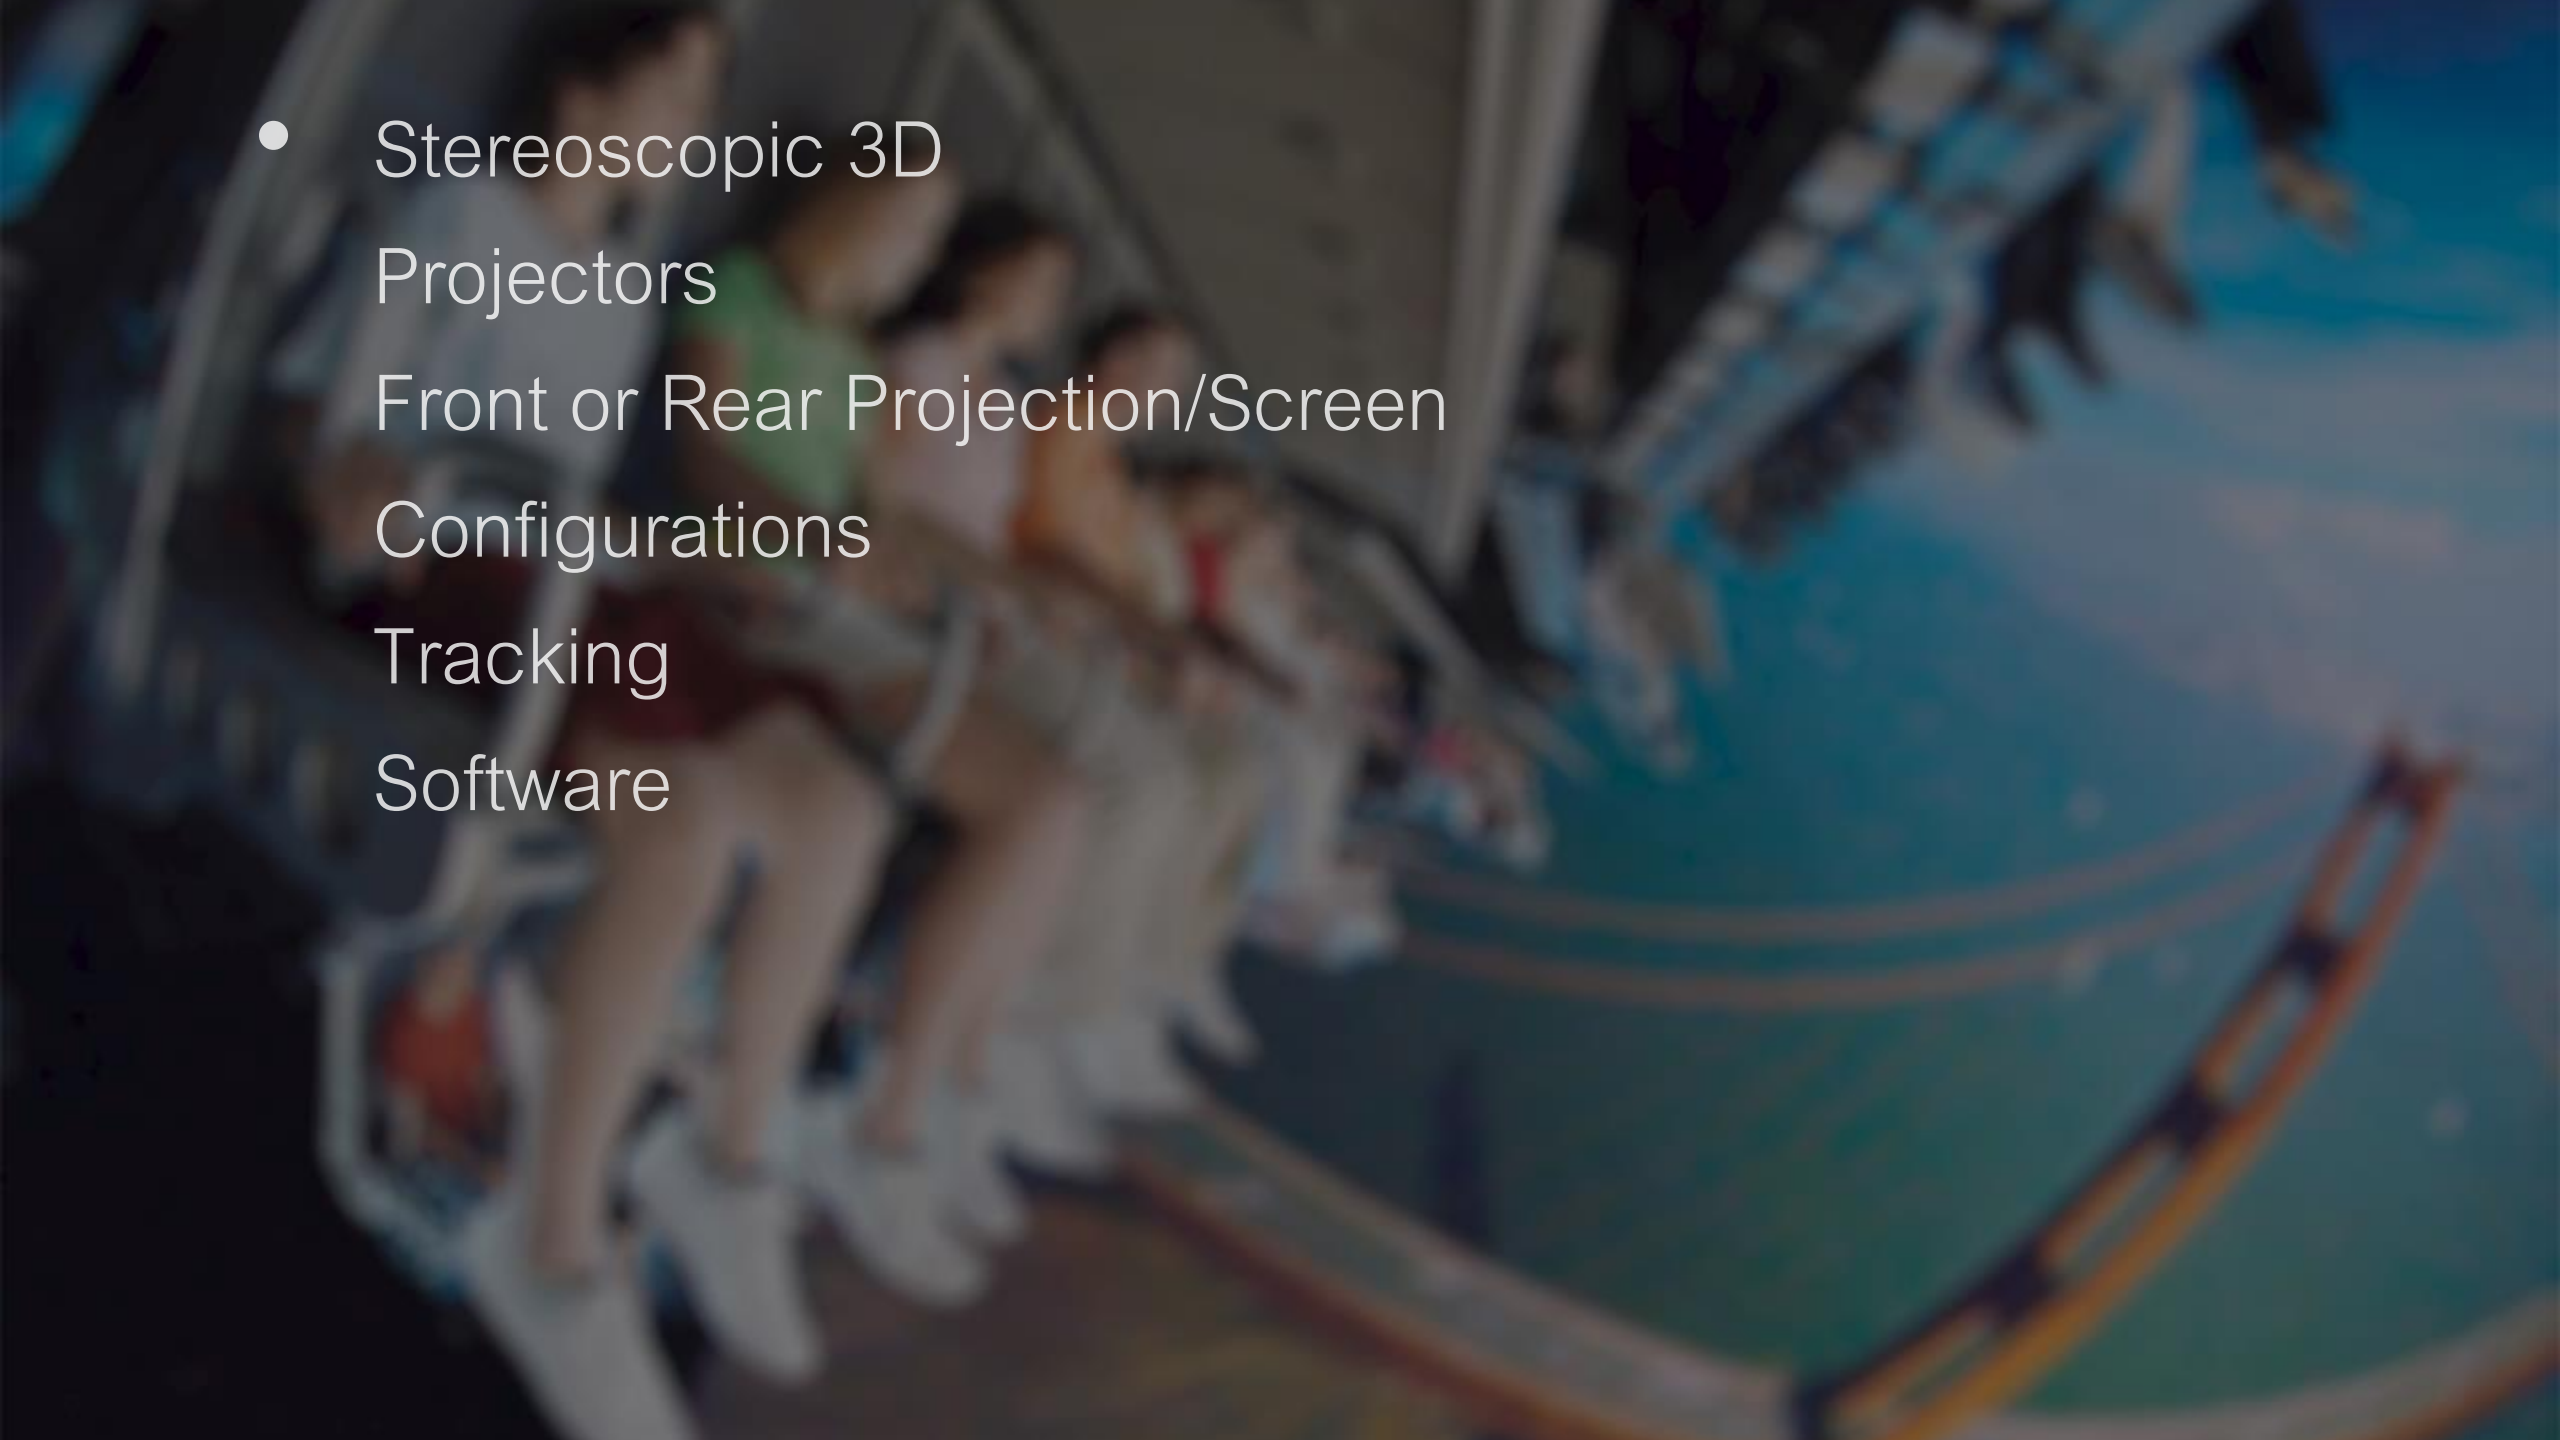 • Stereoscopic 3D
Projectors
Front or Rear Projection/Screen
Configurations
Tracking
Software